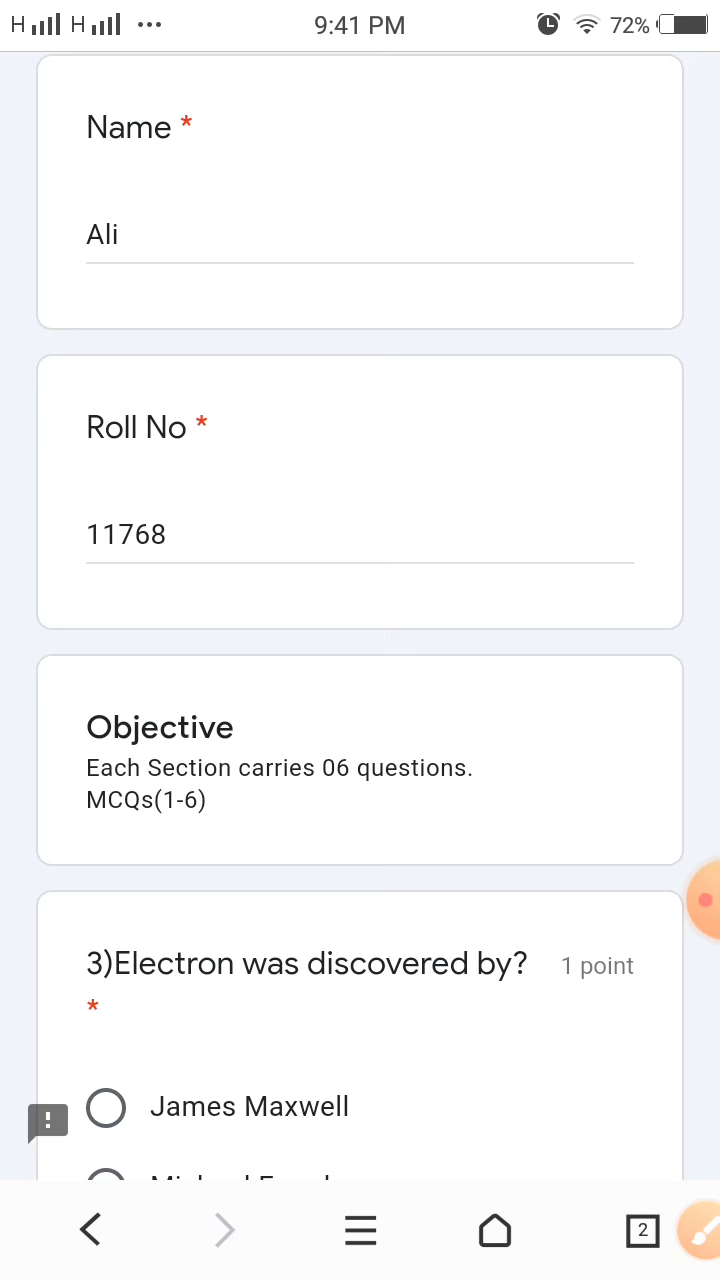 H H ... 9:41 PM 72%
Name *
Ali
Roll No *
11768
Objective
Each Section carries 06 questions.
MCQs(1-6)
3)Electron was discovered by? 1 point
*
James Maxwell
2